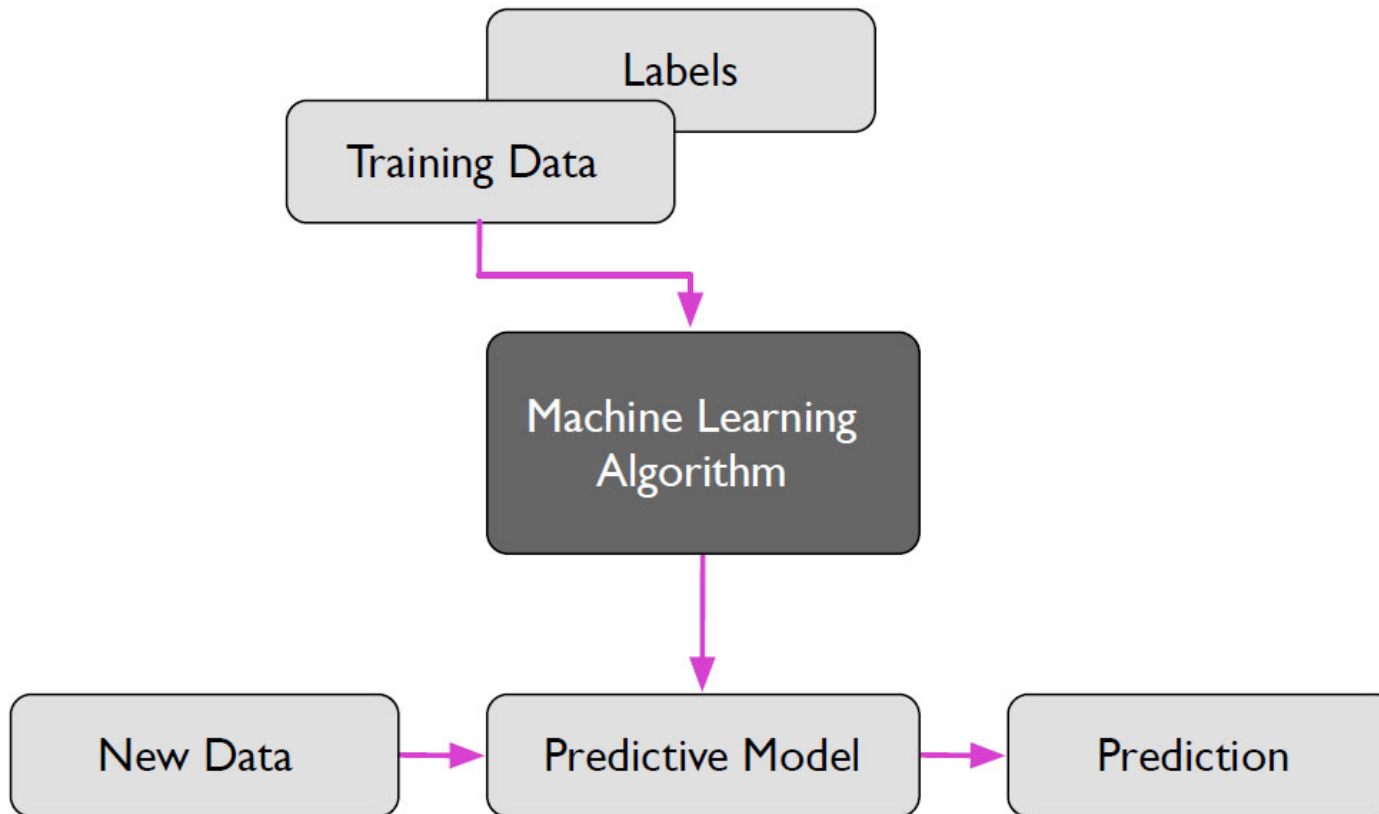 Labels
Training Data
Machine Learning
Algorithm
New Data
Predictive Model
Prediction